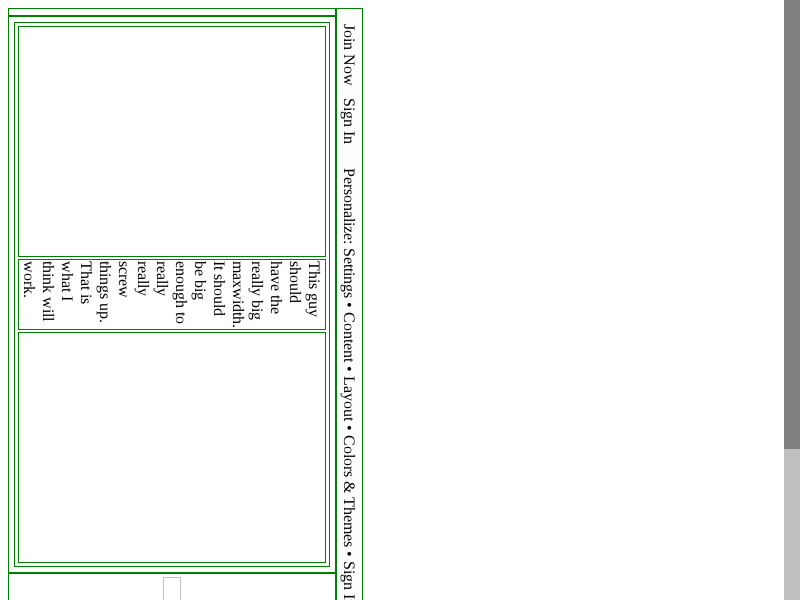 Join Now Sign In Personalize: Settings • Content • Layout • Colors & Themes • Sign
This guy
should
have the
really big
maxwidth.
It should
be big
enough to
really
really
screw
things up.
That is
what I
think will
work.